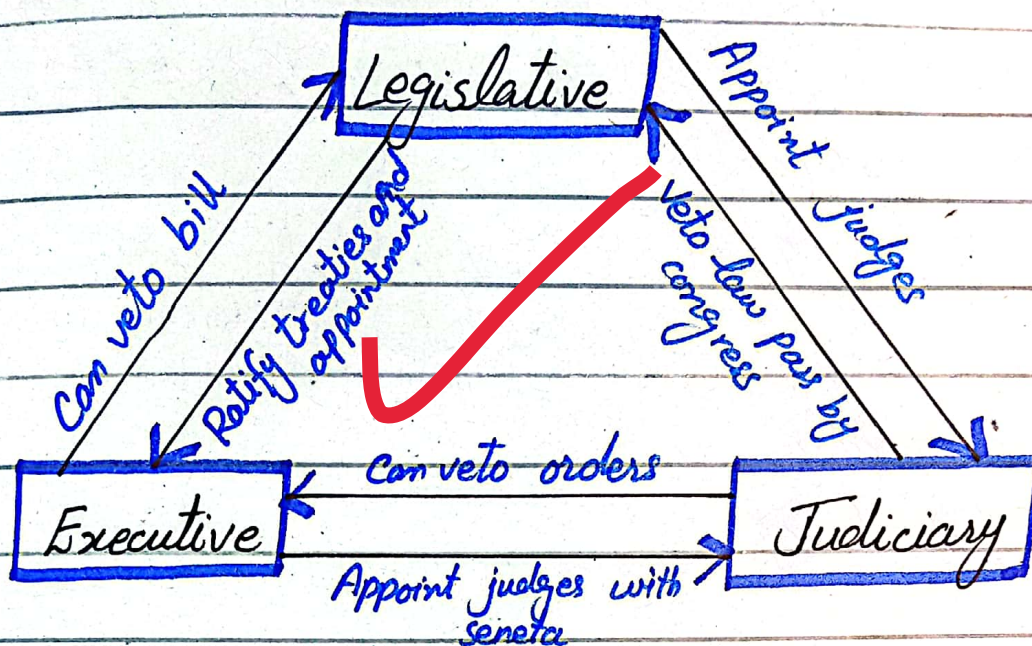 Legislative
Appoint judges
Can veto bill
Ratify treaties and
appointment
veto law pass by
congress
Can veto orders
Executive
Judiciary
Appoint judges with
seneta